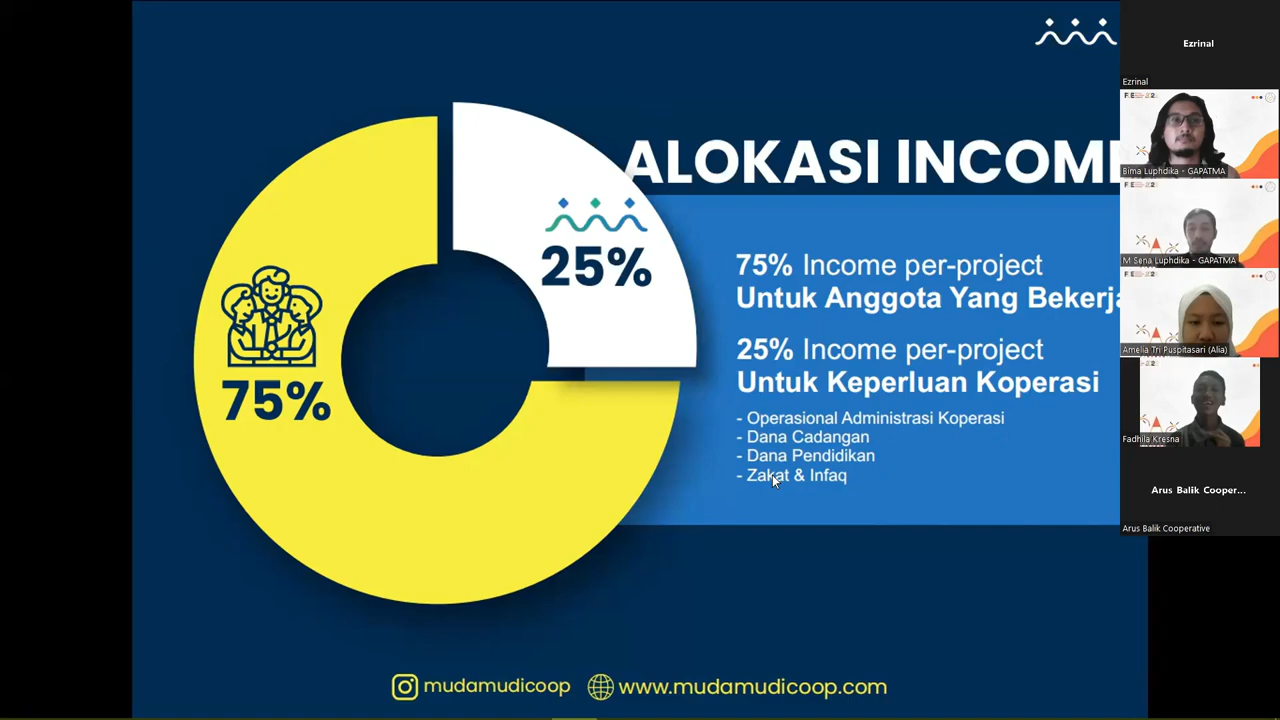 ALOKASI INCOME
25%
75%
75% Income per-project
Untuk Anggota Yang Bekerja
25% Income per-project
Untuk Keperluan Koperasi
- Operasional Administrasi Koperasi
- Dana Cadangan
- Dana Pendidikan
- Zakat & Infaq
mudamudicoop
www.mudamudicoop.com
Ezrinal
Ezrinal
Bima Luphdika - GAPATMA
M Sena Luphdika - GAPATMA
Amelia Tri Puspitasari (Alia)
Fadhila Kresna
Arus Balik Cooper...
Arus Balik Cooperative